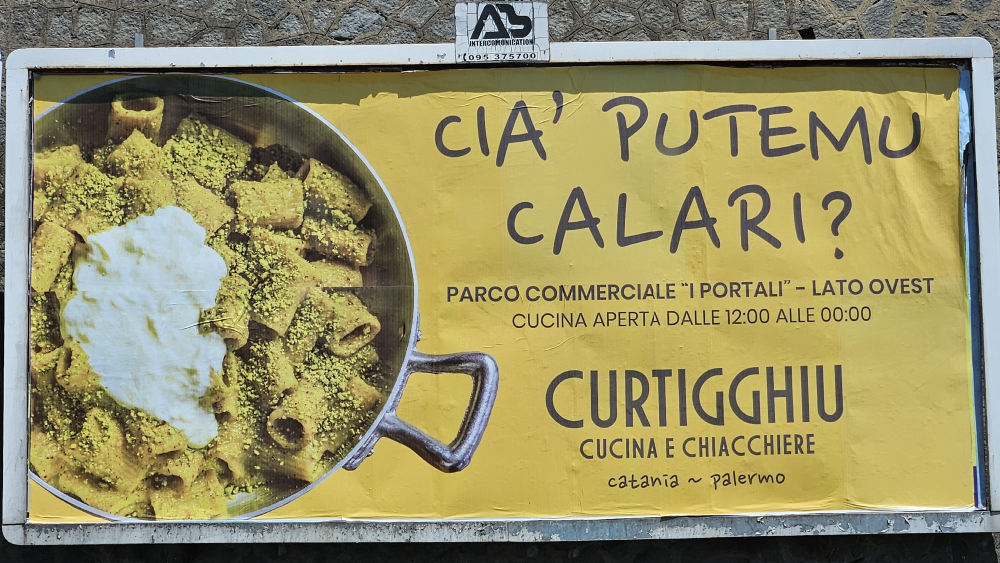 AB
INTERCOMUNICATION
095 375700
CIA' PUTEMU
CALARI?
PARCO COMMERCIALE "I PORTALI" - LATO OVEST
CUCINA APERTA DALLE 12:00 ALLE 00:00
CURTIGGHIU
CUCINA E CHIACCHIERE
catania ~ palermo